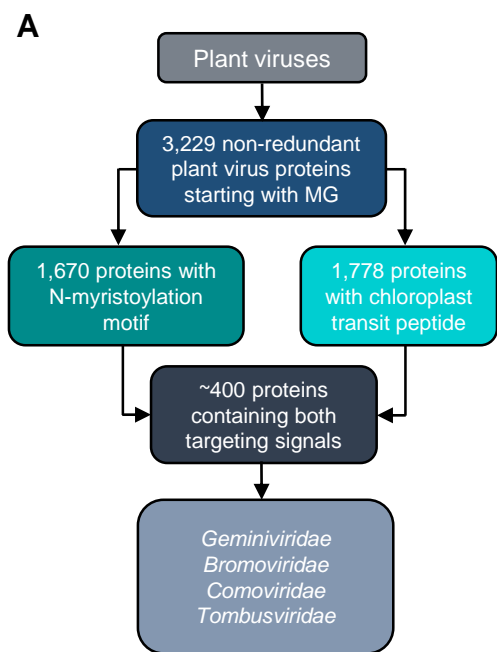 A
Plant viruses
3,229 non-redundant
plant virus proteins
starting with MG
1,670 proteins with
N-myristoylation
motif
1,778 proteins
with chloroplast
transit peptide
~400 proteins
containing both
targeting signals
Geminiviridae
Bromoviridae
Comoviridae
Tombusviridae